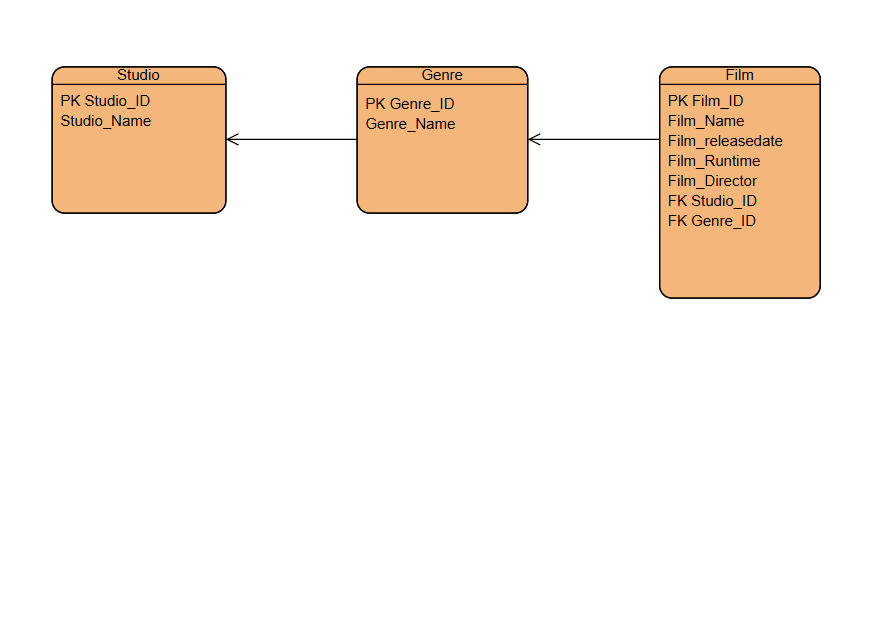 Studio
PK Studio_ID
Studio_Name
Genre
PK Genre_ID
Genre_Name
Film
PK Film_ID
Film_Name
Film_releasedate
Film_Runtime
Film_Director
FK Studio_ID
FK Genre_ID